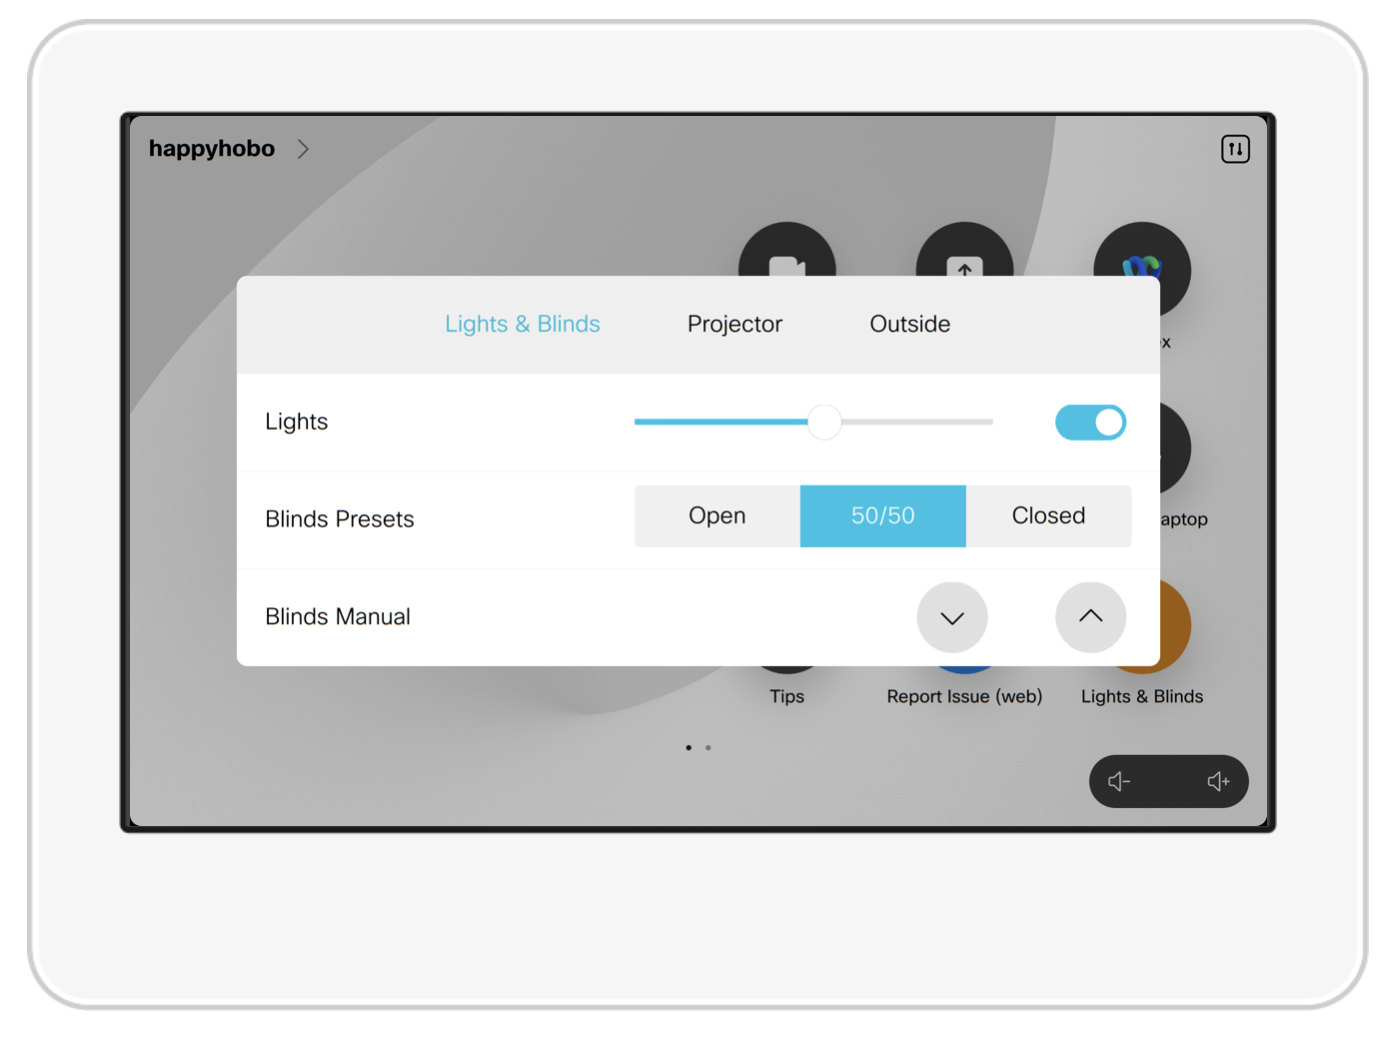 happyhobo
Lights & Blinds Projector Outside
Lights
Blinds Presets Open 50/50 Closed
Blinds Manual
Tips Report Issue (web) Lights & Blinds